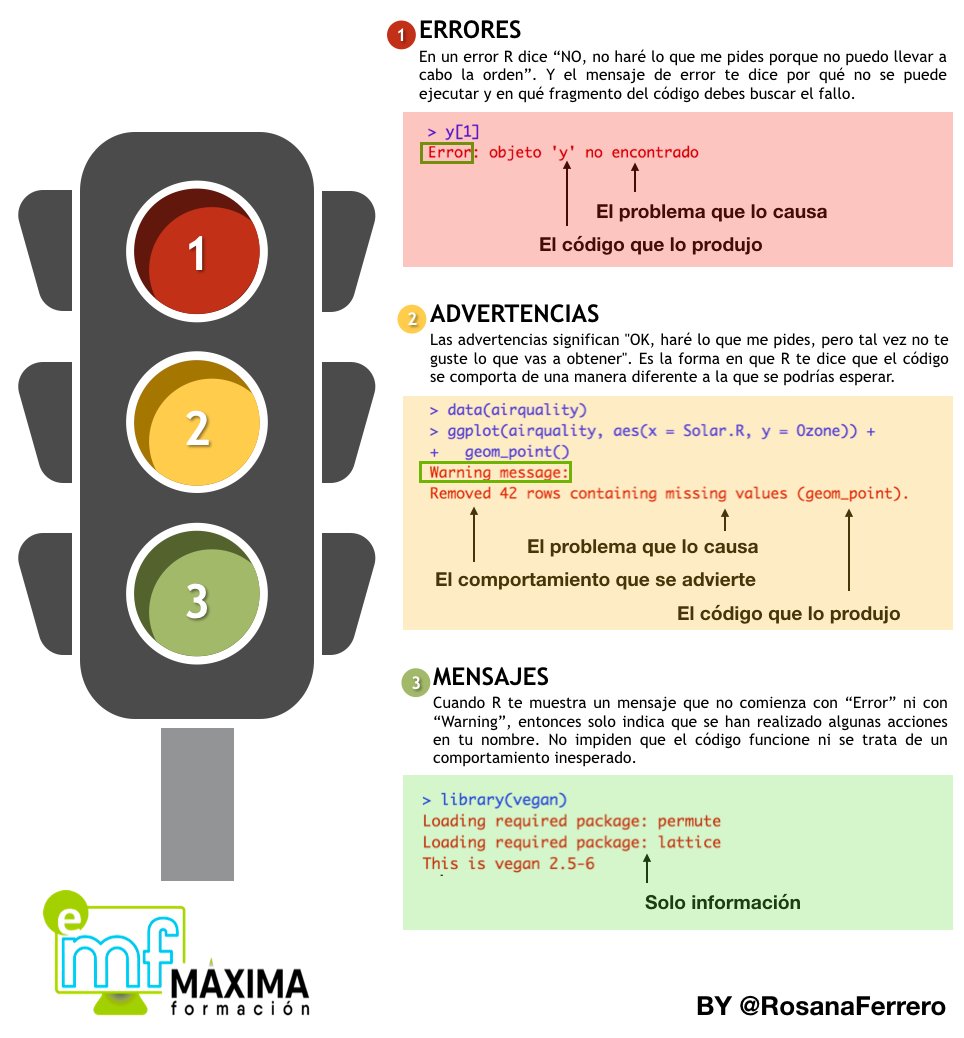 1 ERRORES
En un error R dice “NO, no haré lo que me pides porque no puedo llevar a
cabo la orden”. Y el mensaje de error te dice por qué no se puede
ejecutar y en qué fragmento del código debes buscar el fallo.
> y[1]
Error: objeto 'y' no encontrado
El problema que lo causa
El código que lo produjo
1
2 ADVERTENCIAS
Las advertencias significan "OK, haré lo que me pides, pero tal vez no te
guste lo que vas a obtener". Es la forma en que R te dice que el código
se comporta de una manera diferente a la que se podrías esperar.
> data(airquality)
> ggplot(airquality, aes(x = Solar.R, y = Ozone)) +
+   geom_point()
Warning message:
Removed 42 rows containing missing values (geom_point).
El problema que lo causa
El comportamiento que se advierte
El código que lo produjo
2
3
3 MENSAJES
Cuando R te muestra un mensaje que no comienza con “Error” ni con
“Warning”, entonces solo indica que se han realizado algunas acciones
en tu nombre. No impiden que el código funcione ni se trata de un
comportamiento inesperado.
> library(vegan)
Loading required package: permute
Loading required package: lattice
This is vegan 2.5-6
Solo información
e
mf
MÁXIMA
formación
BY @RosanaFerrero